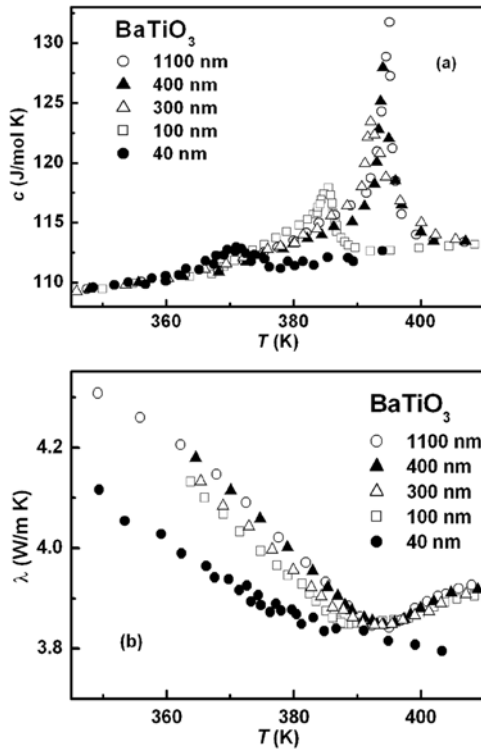 BaTiO3
1100 nm
400 nm
300 nm
100 nm
40 nm
(a)
c (J/mol K)
130
125
120
115
110
360
380
400
T (K)
BaTiO3
1100 nm
400 nm
300 nm
100 nm
40 nm
λ (W/m K)
4.2
4.0
3.8
(b)
360
380
400
T (K)